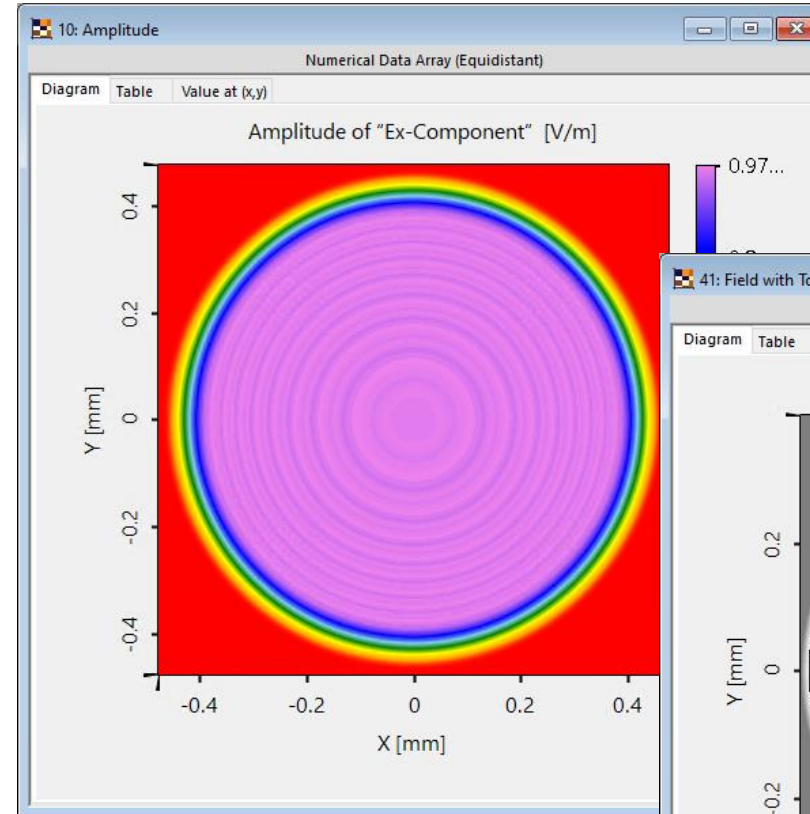 10: Amplitude
Numerical Data Array (Equidistant)
Diagram Table Value at (x,y)
Amplitude of "Ex-Component" [V/m]
0.97...
0.4
0.2
0
-0.2
-0.4
Y [mm]
-0.4 -0.2 0 0.2 0.4
X [mm]
41: Field with
Diagram Table
0.2
0
-0.2
Y [mm]